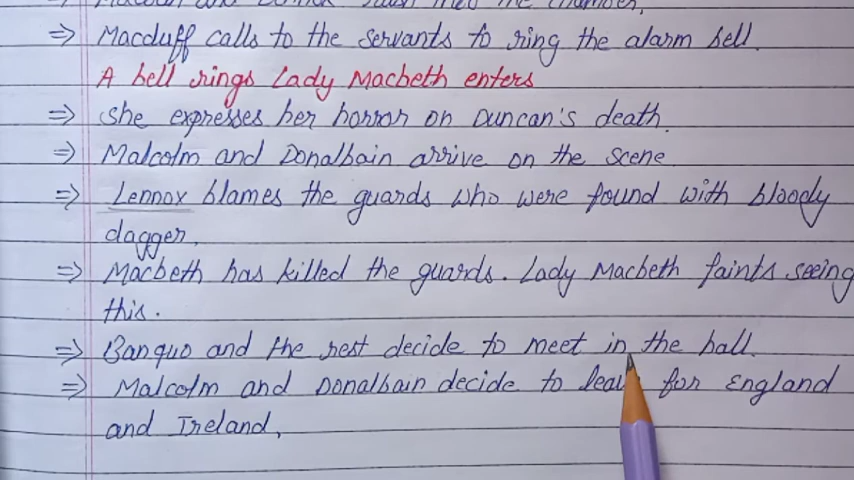 ⇒ Macduff calls to the servants to ring the alarm bell.
A bell rings Lady Macbeth enters
⇒ She expresses her horror on Duncan's death.
⇒ Malcolm and Donalbain arrive on the scene
⇒ Lennox blames the guards who were found with bloody
dagger.
⇒ Macbeth has killed the guards. Lady Macbeth faints seeing
this.
⇒ Banquo and the rest decide to meet in the hall.
⇒ Malcolm and Donalbain decide to for England
and Ireland,